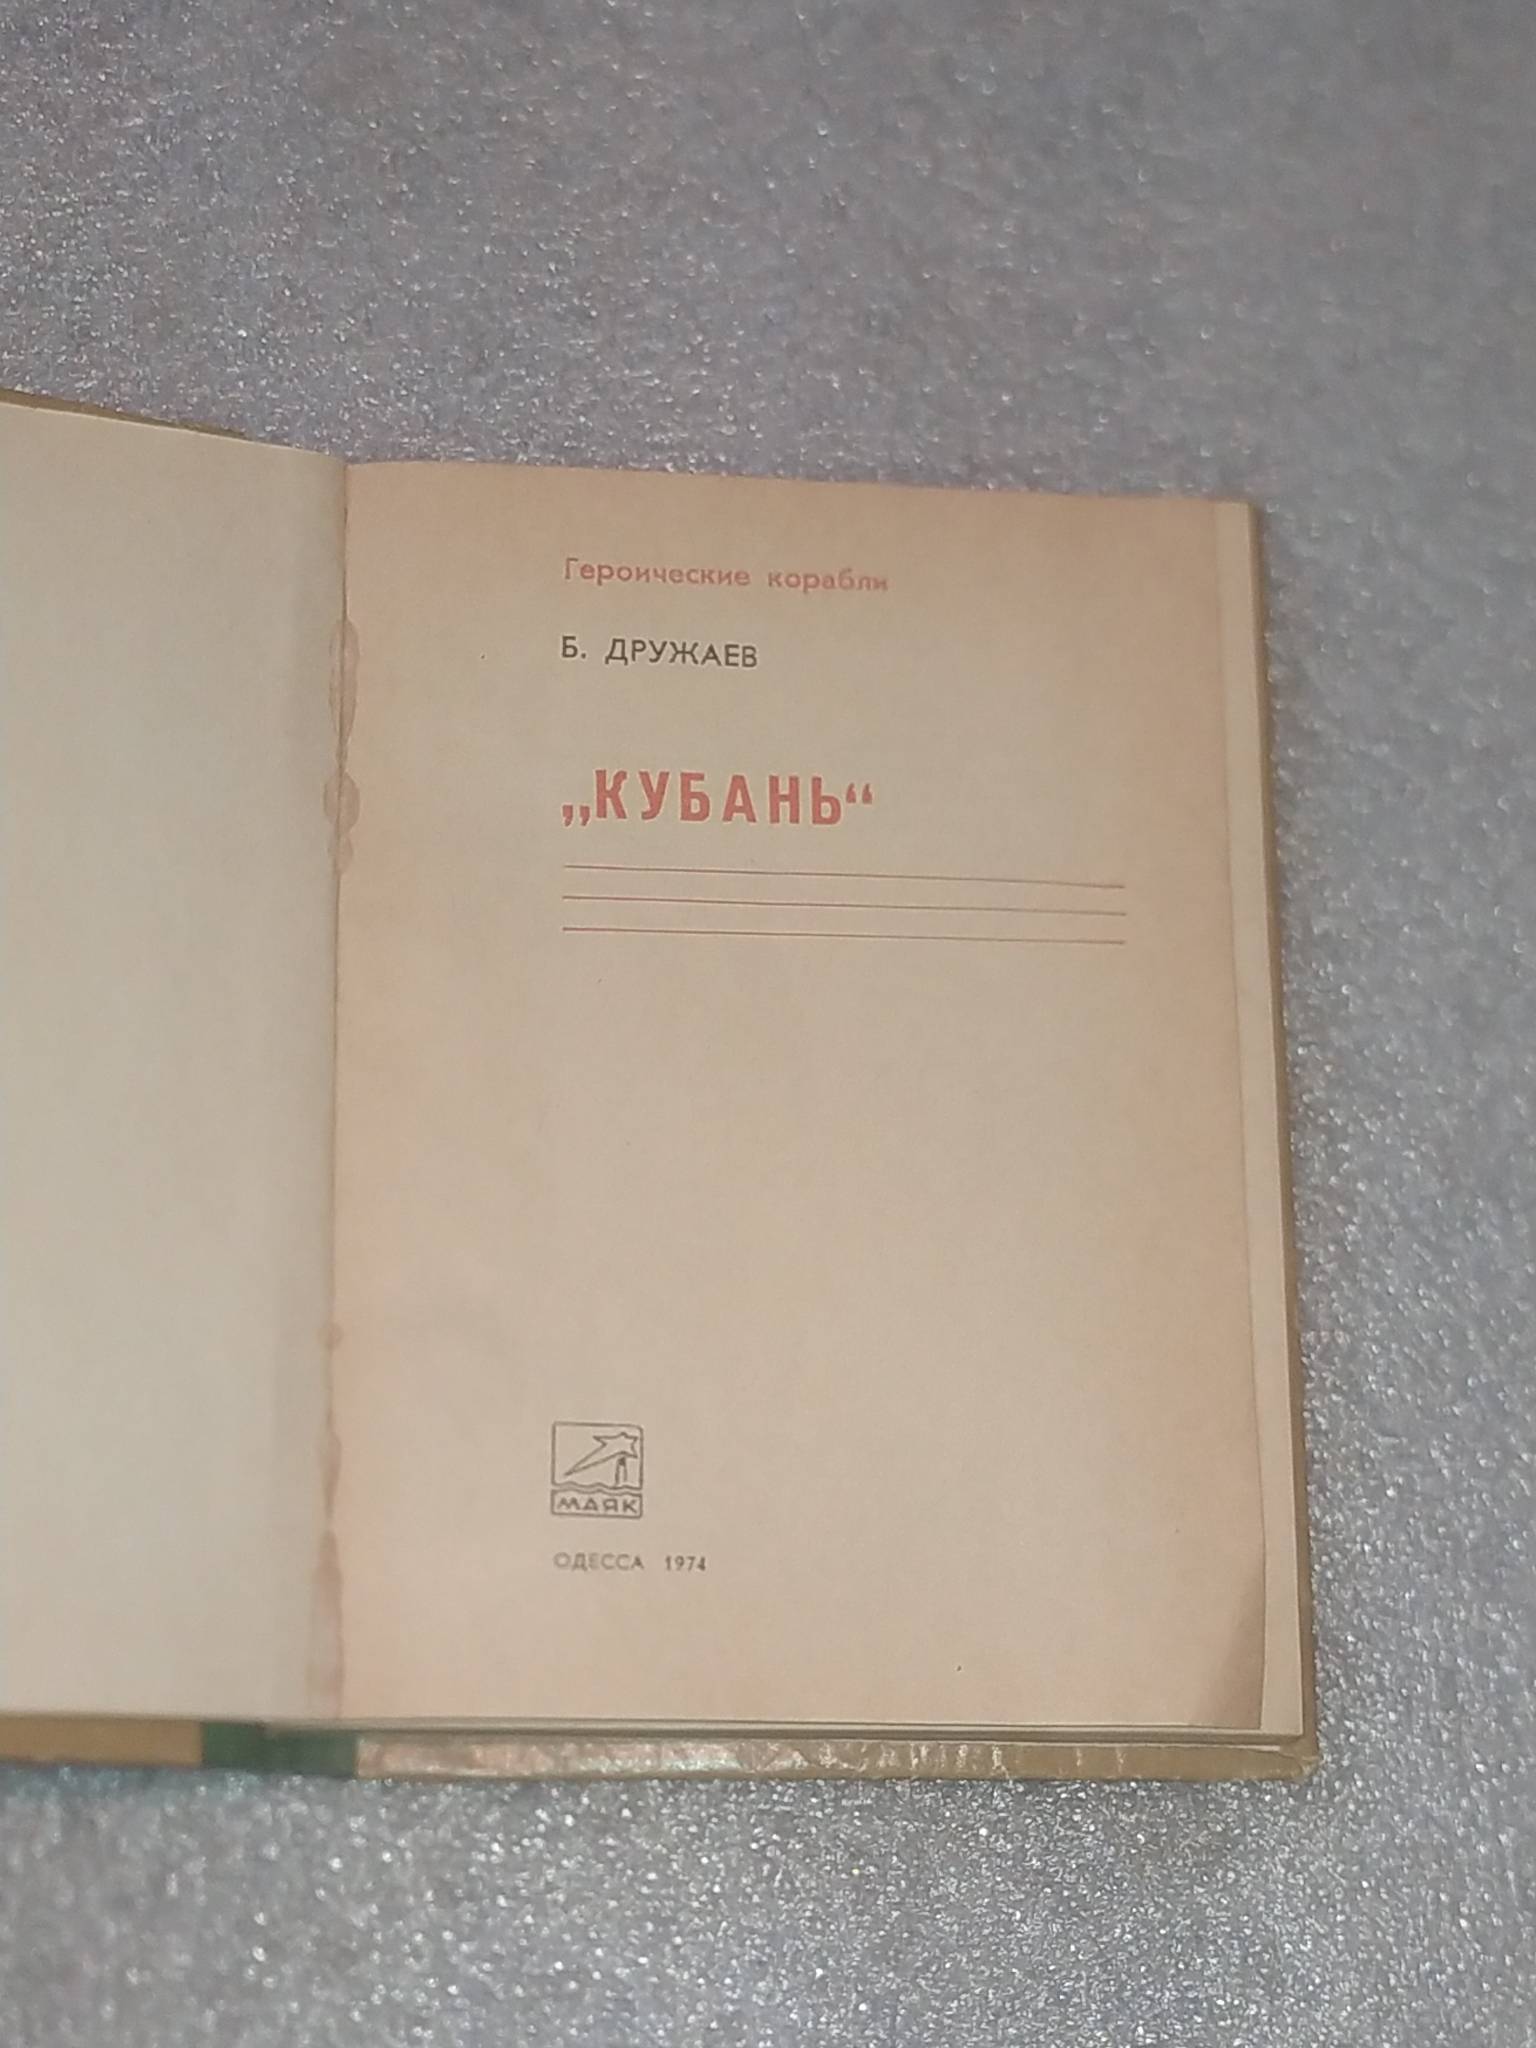 Героические корабли
Б. ДРУЖАЕВ
„КУБАНЬ“
МАЯК
ОДЕССА 1974